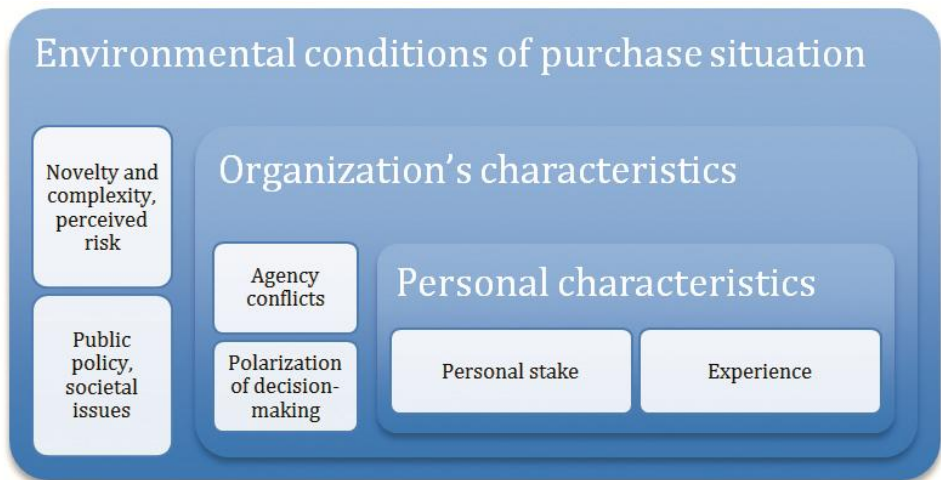 Environmental conditions of purchase situation
Novelty and
complexity,
perceived
risk
Public
policy,
societal
issues
Organization’s characteristics
Agency
conflicts
Polarization
of decision-
making
Personal characteristics
Personal stake
Experience